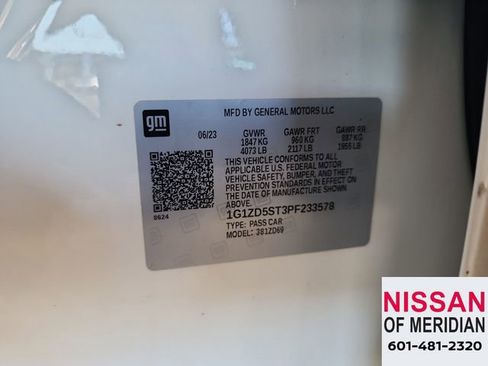 gm
MFD BY GENERAL MOTORS LLC
06/23 GVWR GAWR FRT GAWR RR
1847 KG 960 KG 887 KG
4073 LB 2117 LB 1955 LB
THIS VEHICLE CONFORMS TO ALL
APPLICABLE U.S. FEDERAL MOTOR
VEHICLE SAFETY, BUMPER, AND THEFT
PREVENTION STANDARDS IN EFFECT
ON THE DATE OF MANUFACTURE SHOWN
ABOVE.
0624
1G1ZD5ST3PF233578
TYPE: PASS CAR
MODEL: 381ZD69
NISSAN
OF MERIDIAN
601-481-2320